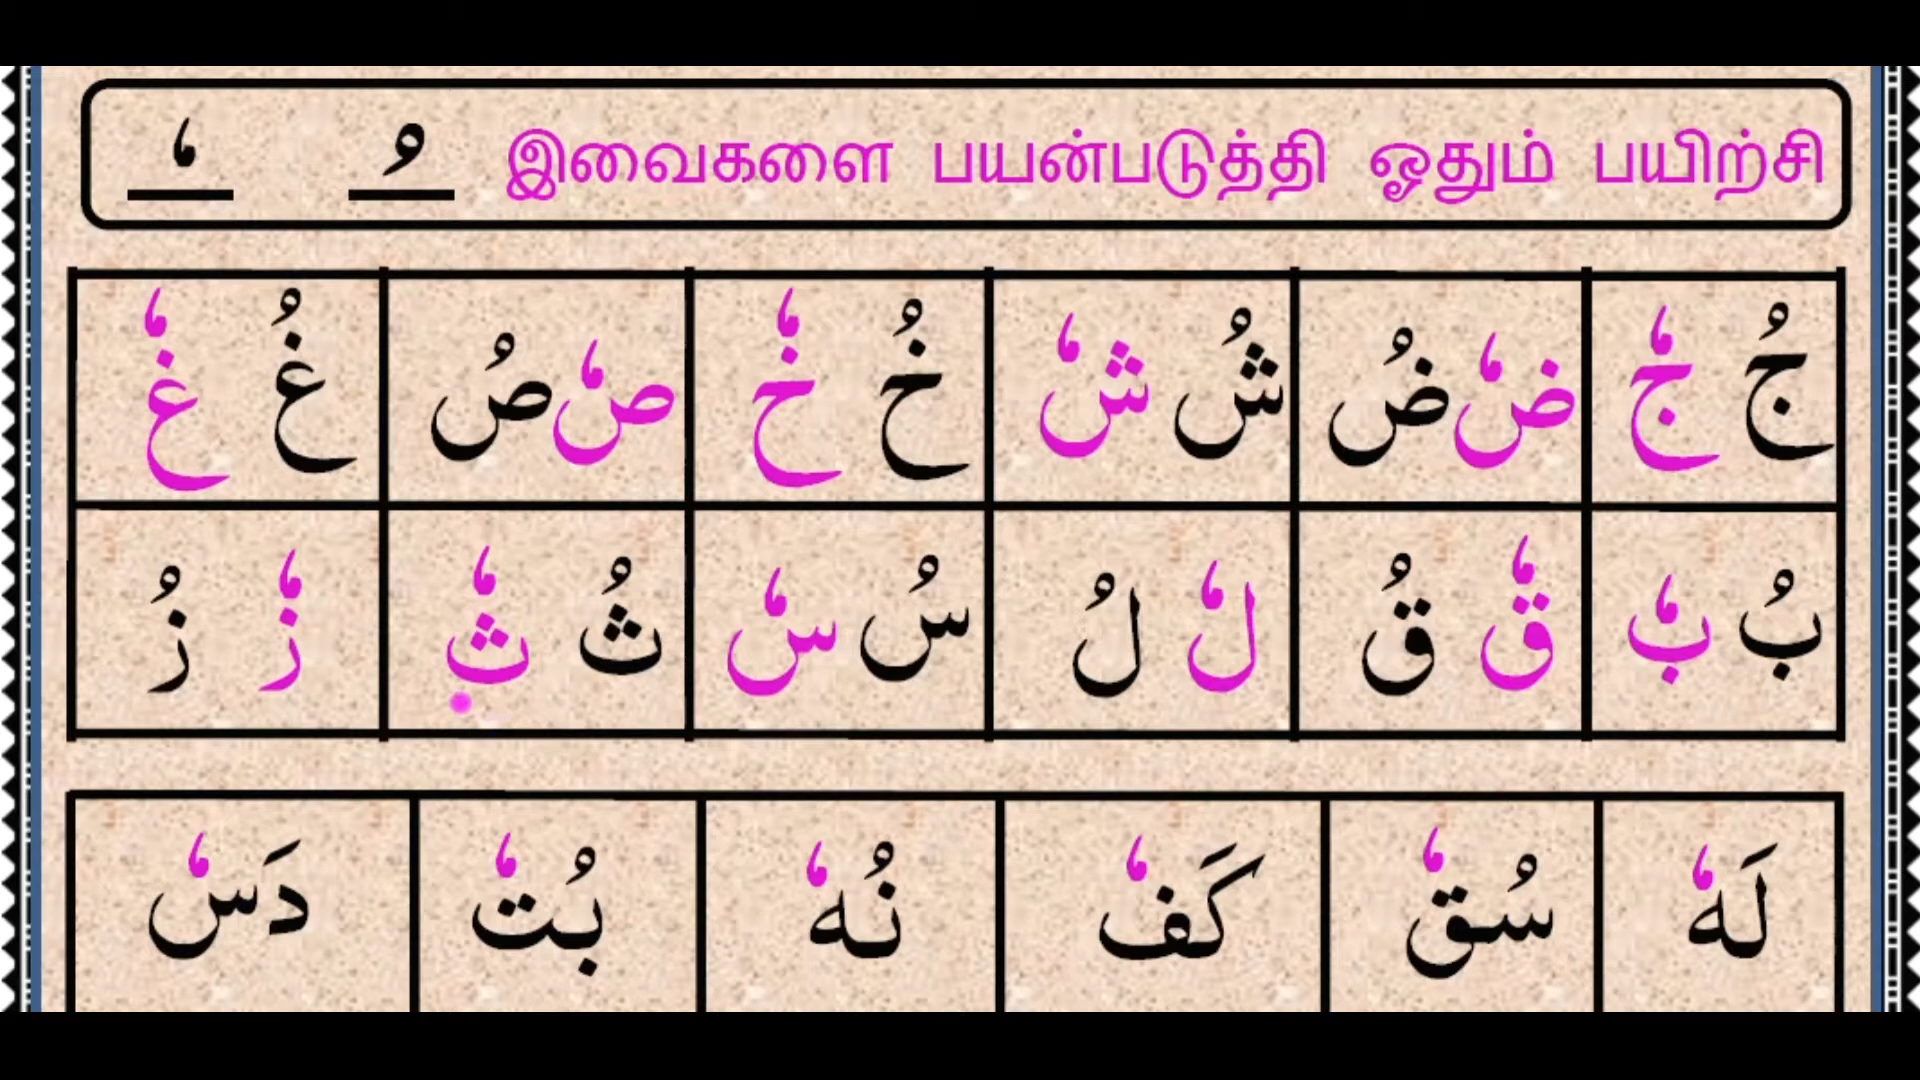 ـٗ ـُ இவைகளை பயன்படுத்தி ஓதும் பயிற்சி
جُ جٗ ضٗ ضُ شُ شٗ خُ خٗ صٗ صُ غُ غٗ
بُ بٗ قٗ قُ لٗ لُ سُ سٗ ثُ ثٗ زٗ زُ
لَهٗ سُقٗ كَفٗ نُهٗ بُتٗ دَسٗ